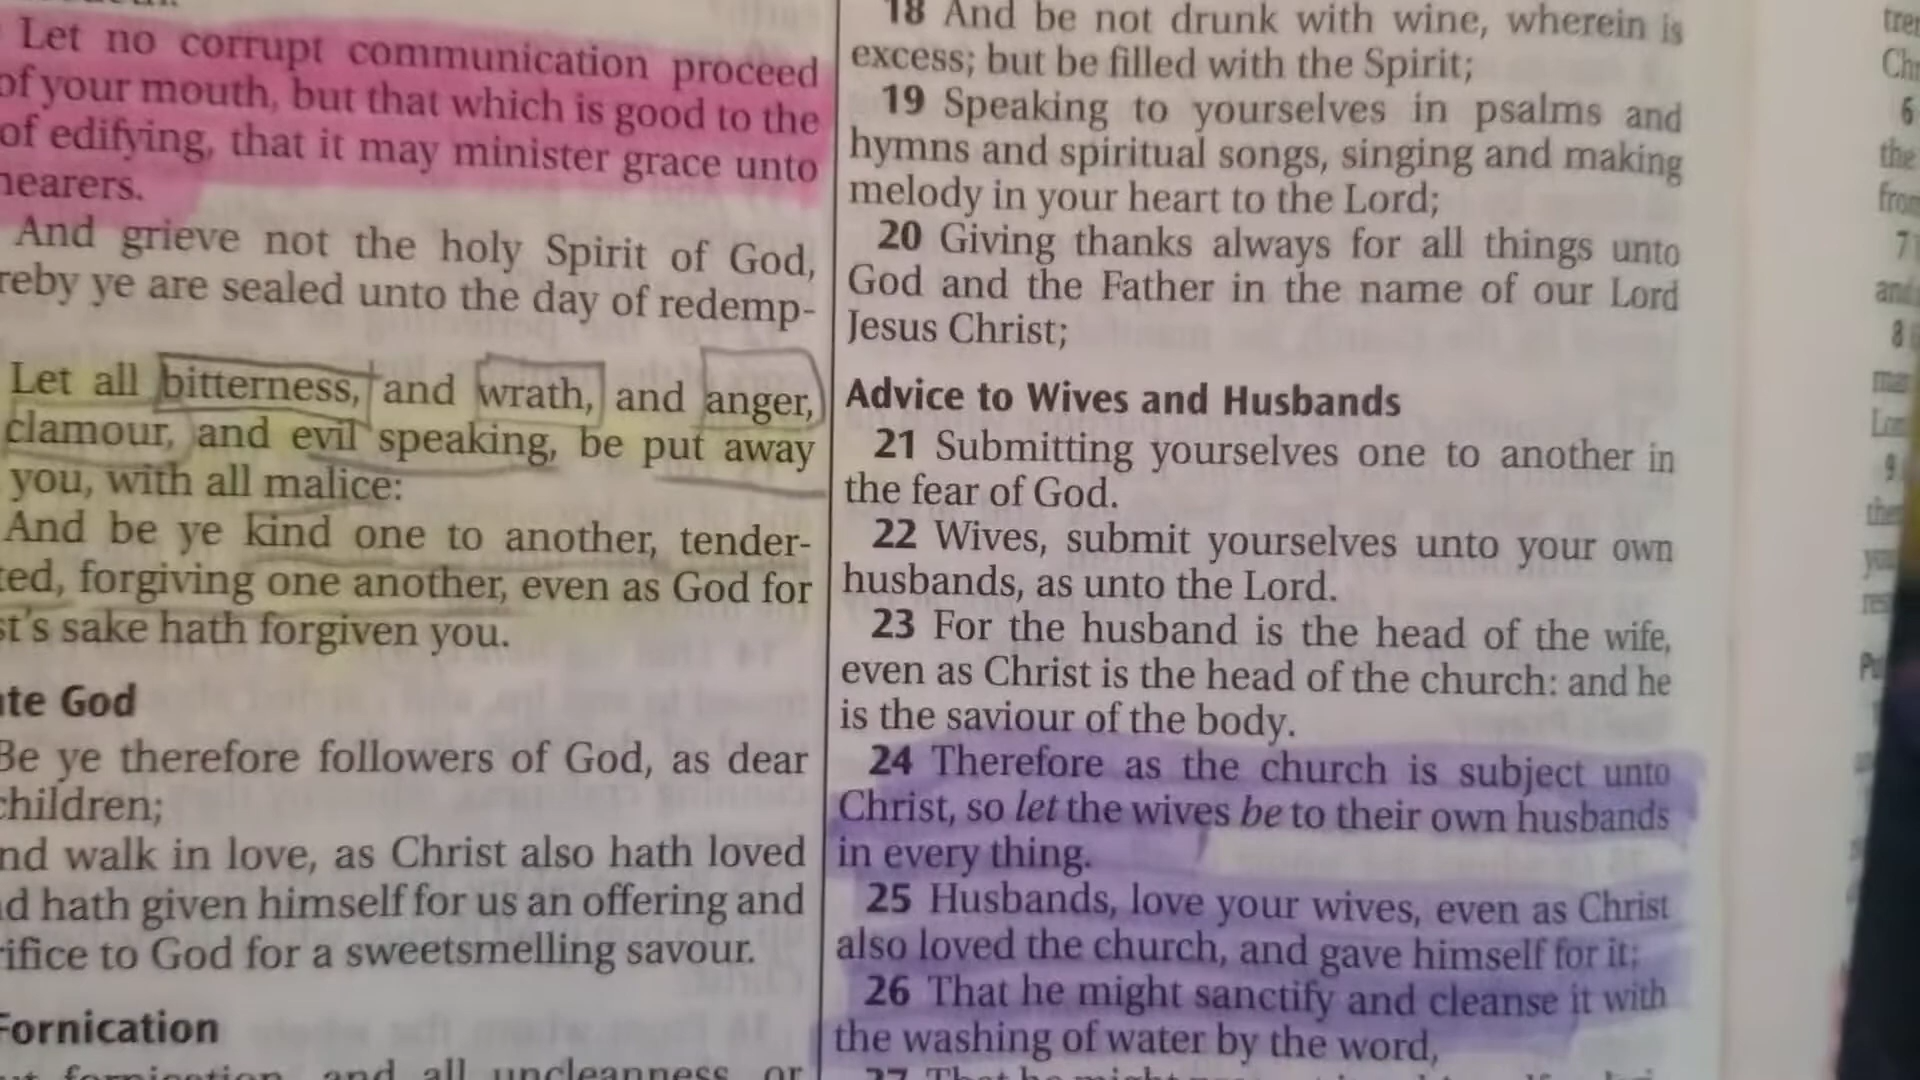 Let no corrupt communication proceed
of your mouth, but that which is good to the
of edifying, that it may minister grace unto
hearers.
And grieve not the holy Spirit of God,
reby ye are sealed unto the day of redemp-
Let all bitterness, and wrath, and anger,
clamour, and evil speaking, be put away
you, with all malice:
And be ye kind one to another, tender-
ted, forgiving one another, even as God for
st's sake hath forgiven you.
ate God
Be ye therefore followers of God, as dear
children;
nd walk in love, as Christ also hath loved
d hath given himself for us an offering and
rifice to God for a sweetsmelling savour.
Fornication
fornication, and all uncleanness, or
18 And be not drunk with wine, wherein is
excess; but be filled with the Spirit;
19 Speaking to yourselves in psalms and
hymns and spiritual songs, singing and making
melody in your heart to the Lord;
20 Giving thanks always for all things unto
God and the Father in the name of our Lord
Jesus Christ;
Advice to Wives and Husbands
21 Submitting yourselves one to another in
the fear of God.
22 Wives, submit yourselves unto your own
husbands, as unto the Lord.
23 For the husband is the head of the wife,
even as Christ is the head of the church: and he
is the saviour of the body.
24 Therefore as the church is subject unto
Christ, so let the wives be to their own husbands
in every thing.
25 Husbands, love your wives, even as Christ
also loved the church, and gave himself for it;
26 That he might sanctify and cleanse it with
the washing of water by the word,
27 That he might
6
the
7
8
9